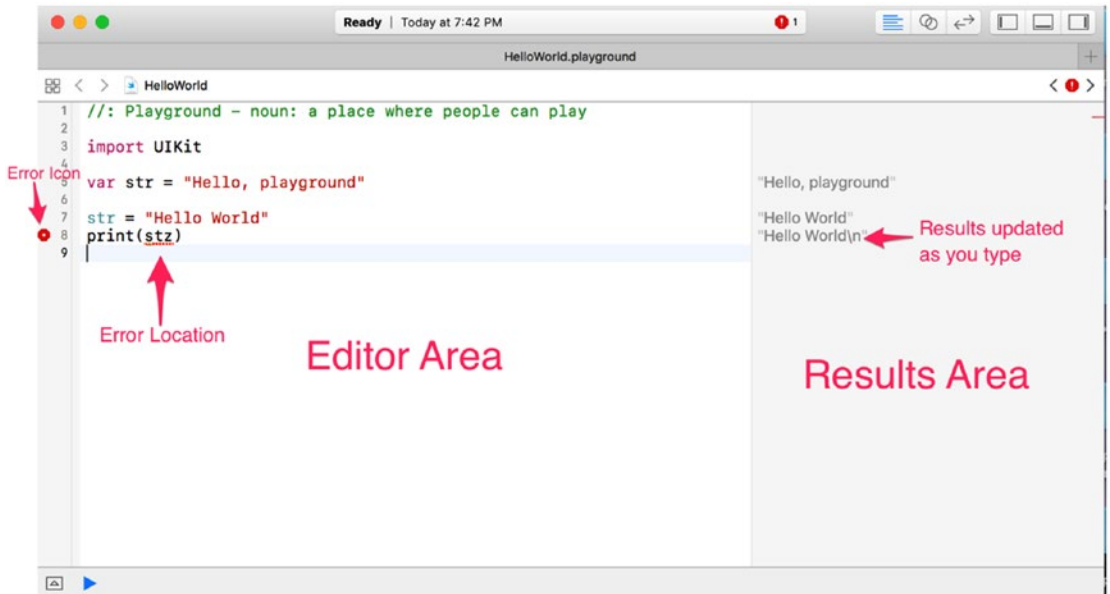 Ready | Today at 7:42 PM
1
HelloWorld.playground
HelloWorld
1 //: Playground – noun: a place where people can play
2
3 import UIKit
4
Error Icon
5 var str = "Hello, playground" "Hello, playground"
6
7 str = "Hello World" "Hello World"
8 print(stz) "Hello World\n"
9
Results updated
as you type
Error Location
Editor Area
Results Area